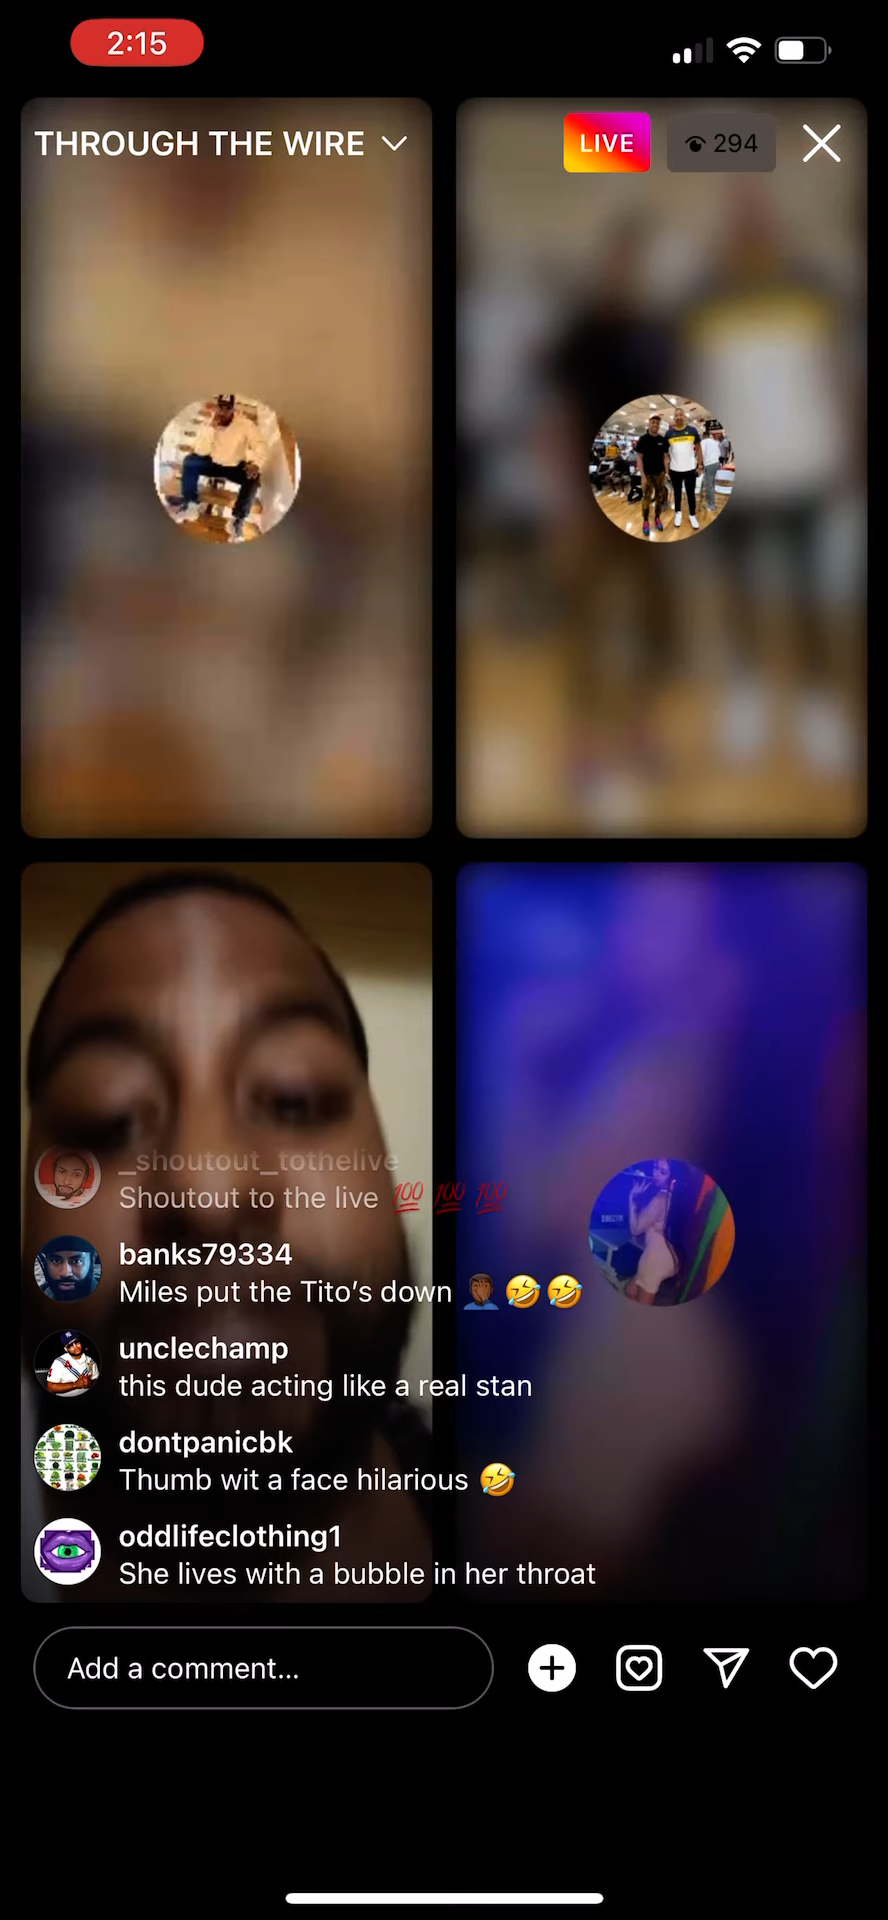 2:15
THROUGH THE WIRE
LIVE
294
_shoutout_tothelive
Shoutout to the live 💯 💯 💯
banks79334
Miles put the Tito’s down 🤦🏾‍♂️ 🤣 🤣
unclechamp
this dude acting like a real stan
dontpanicbk
Thumb wit a face hilarious 🤣
oddlifeclothing1
She lives with a bubble in her throat
Add a comment...